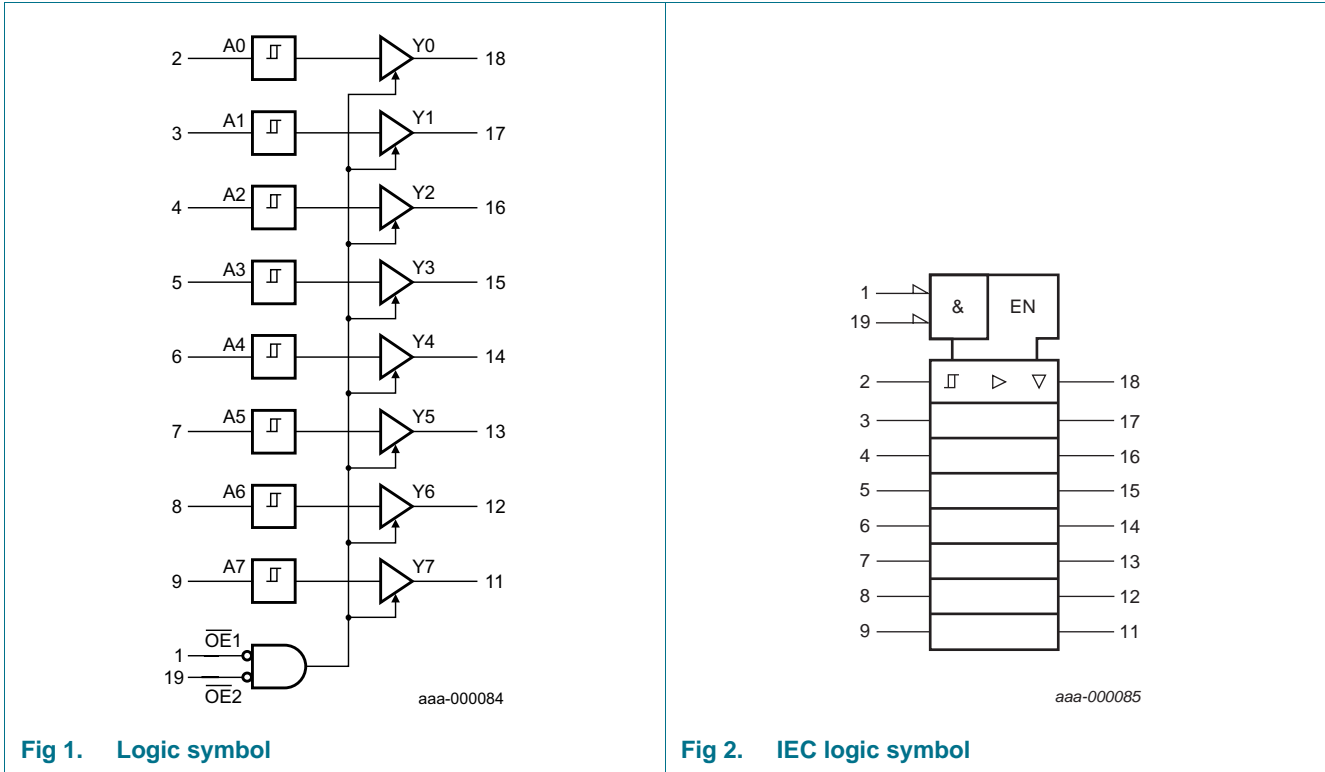 A0 Y0
2 18
A1 Y1
3 17
A2 Y2
4 16
A3 Y3
5 15
A4 Y4
6 14
A5 Y5
7 13
A6 Y6
8 12
A7 Y7
9 11
OE1
1
19
OE2
aaa-000084
Fig 1. Logic symbol
1
& EN
19
2 18
3 17
4 16
5 15
6 14
7 13
8 12
9 11
aaa-000085
Fig 2. IEC logic symbol